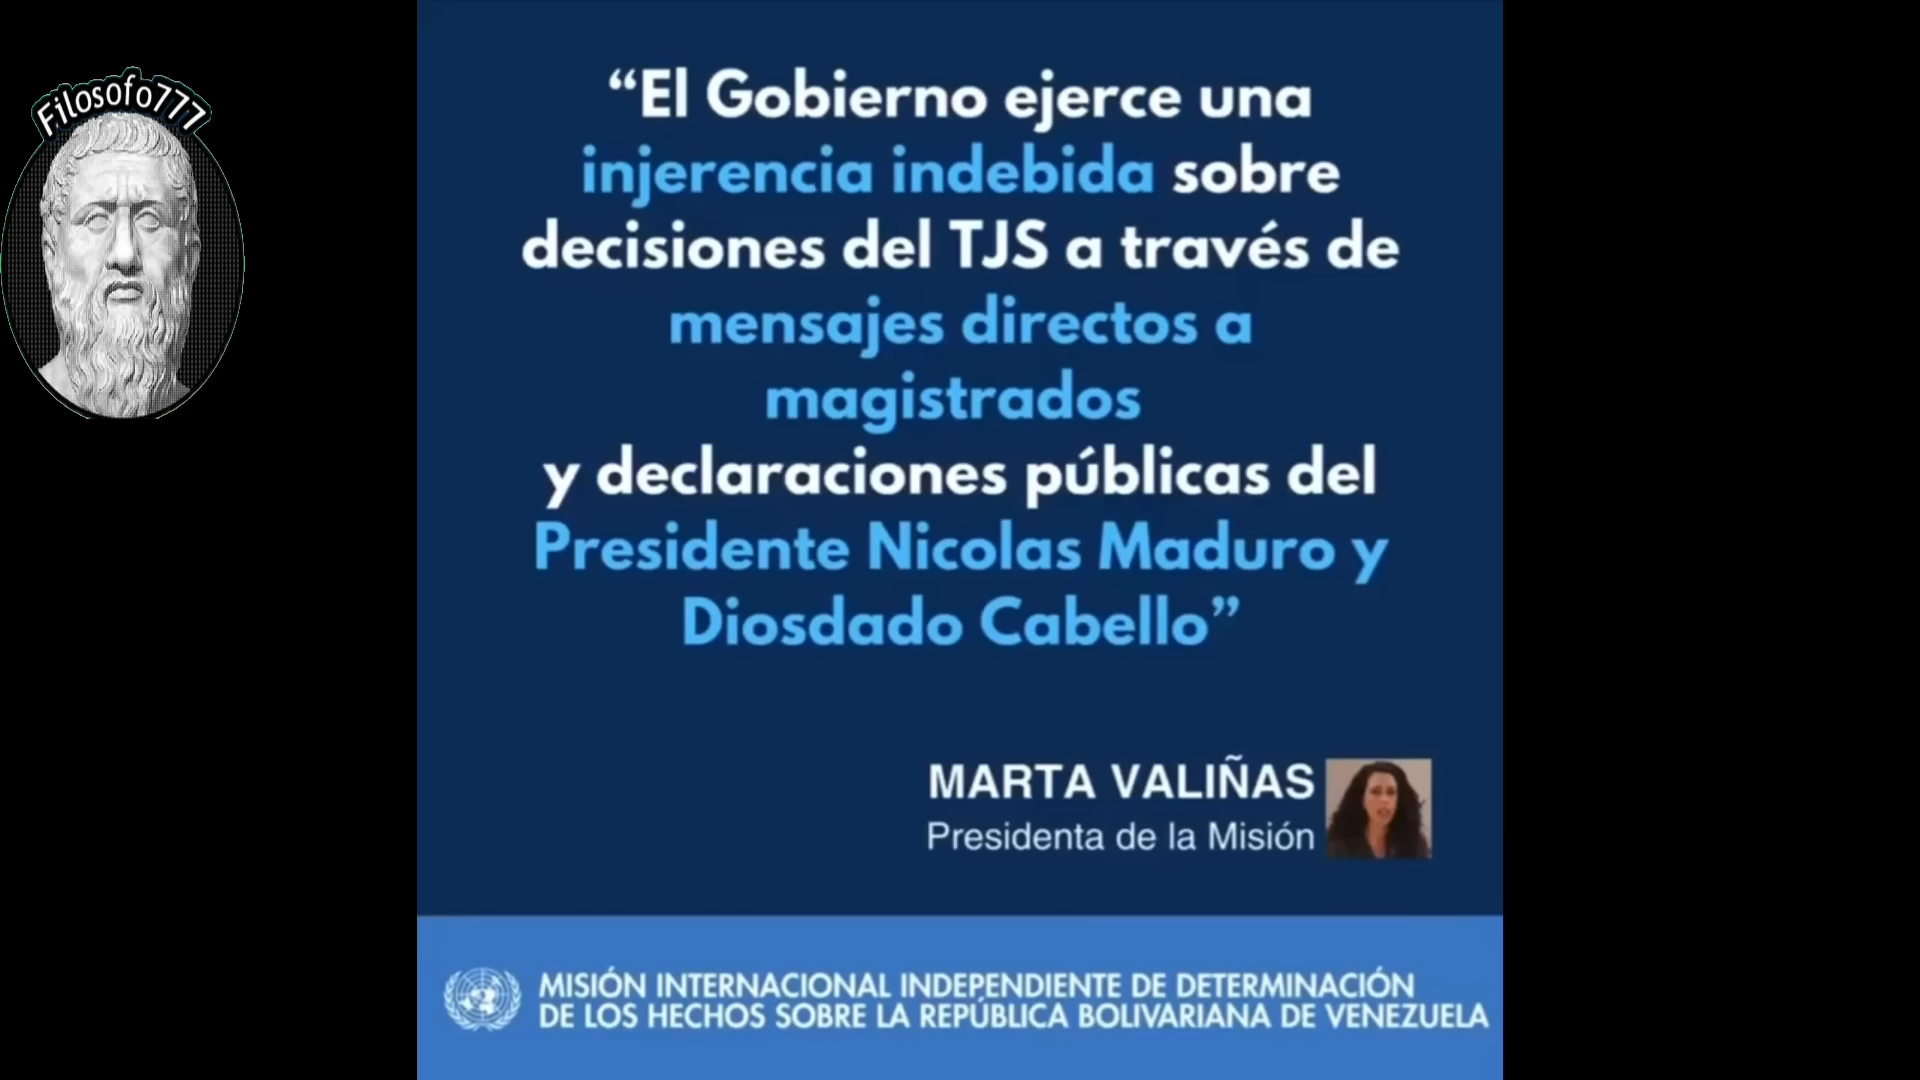 Filosofo777
“El Gobierno ejerce una
injerencia indebida sobre
decisiones del TJS a través de
mensajes directos a
magistrados
y declaraciones públicas del
Presidente Nicolas Maduro y
Diosdado Cabello”
MARTA VALIÑAS
Presidenta de la Misión
MISIÓN INTERNACIONAL INDEPENDIENTE DE DETERMINACIÓN
DE LOS HECHOS SOBRE LA REPÚBLICA BOLIVARIANA DE VENEZUELA